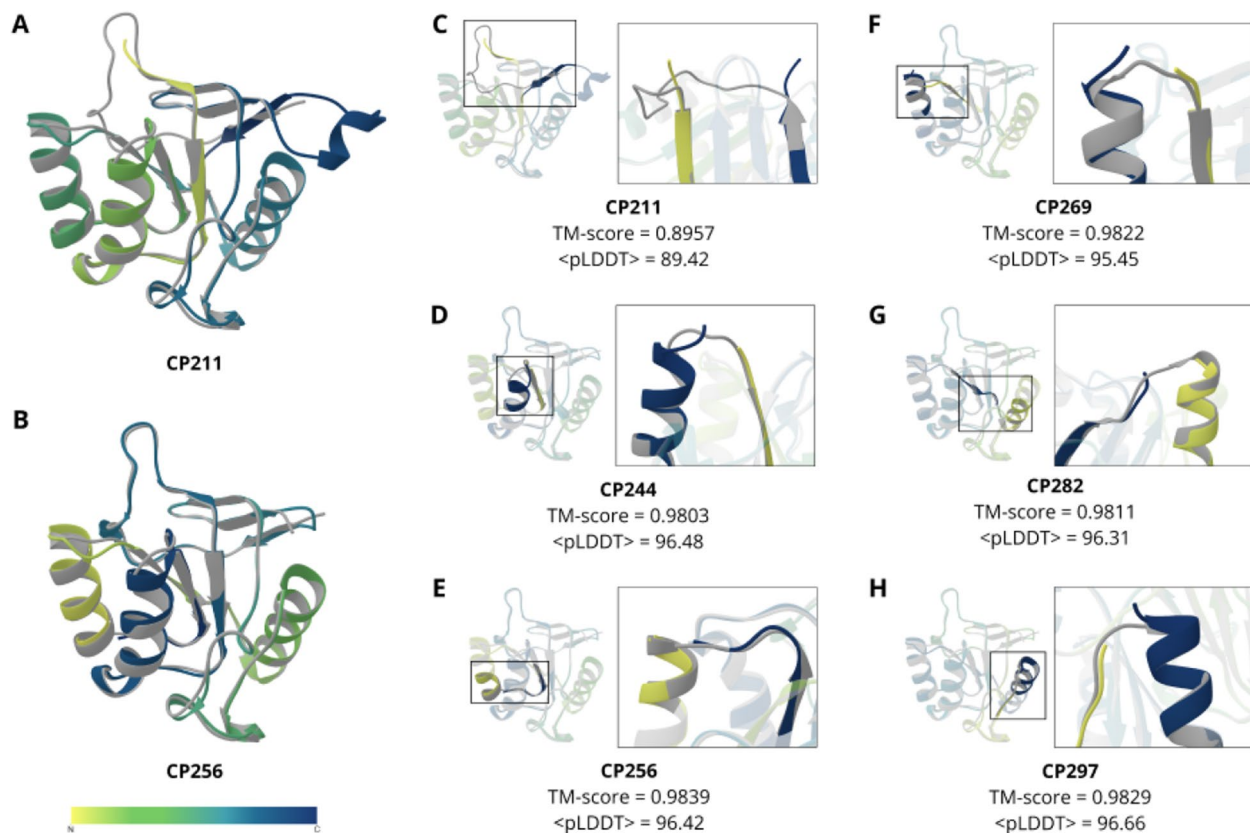 A
CP211
B
CP256
N
C
C
CP211
TM-score = 0.8957
<pLDDT> = 89.42
D
CP244
TM-score = 0.9803
<pLDDT> = 96.48
E
CP256
TM-score = 0.9839
<pLDDT> = 96.42
F
CP269
TM-score = 0.9822
<pLDDT> = 95.45
G
CP282
TM-score = 0.9811
<pLDDT> = 96.31
H
CP297
TM-score = 0.9829
<pLDDT> = 96.66